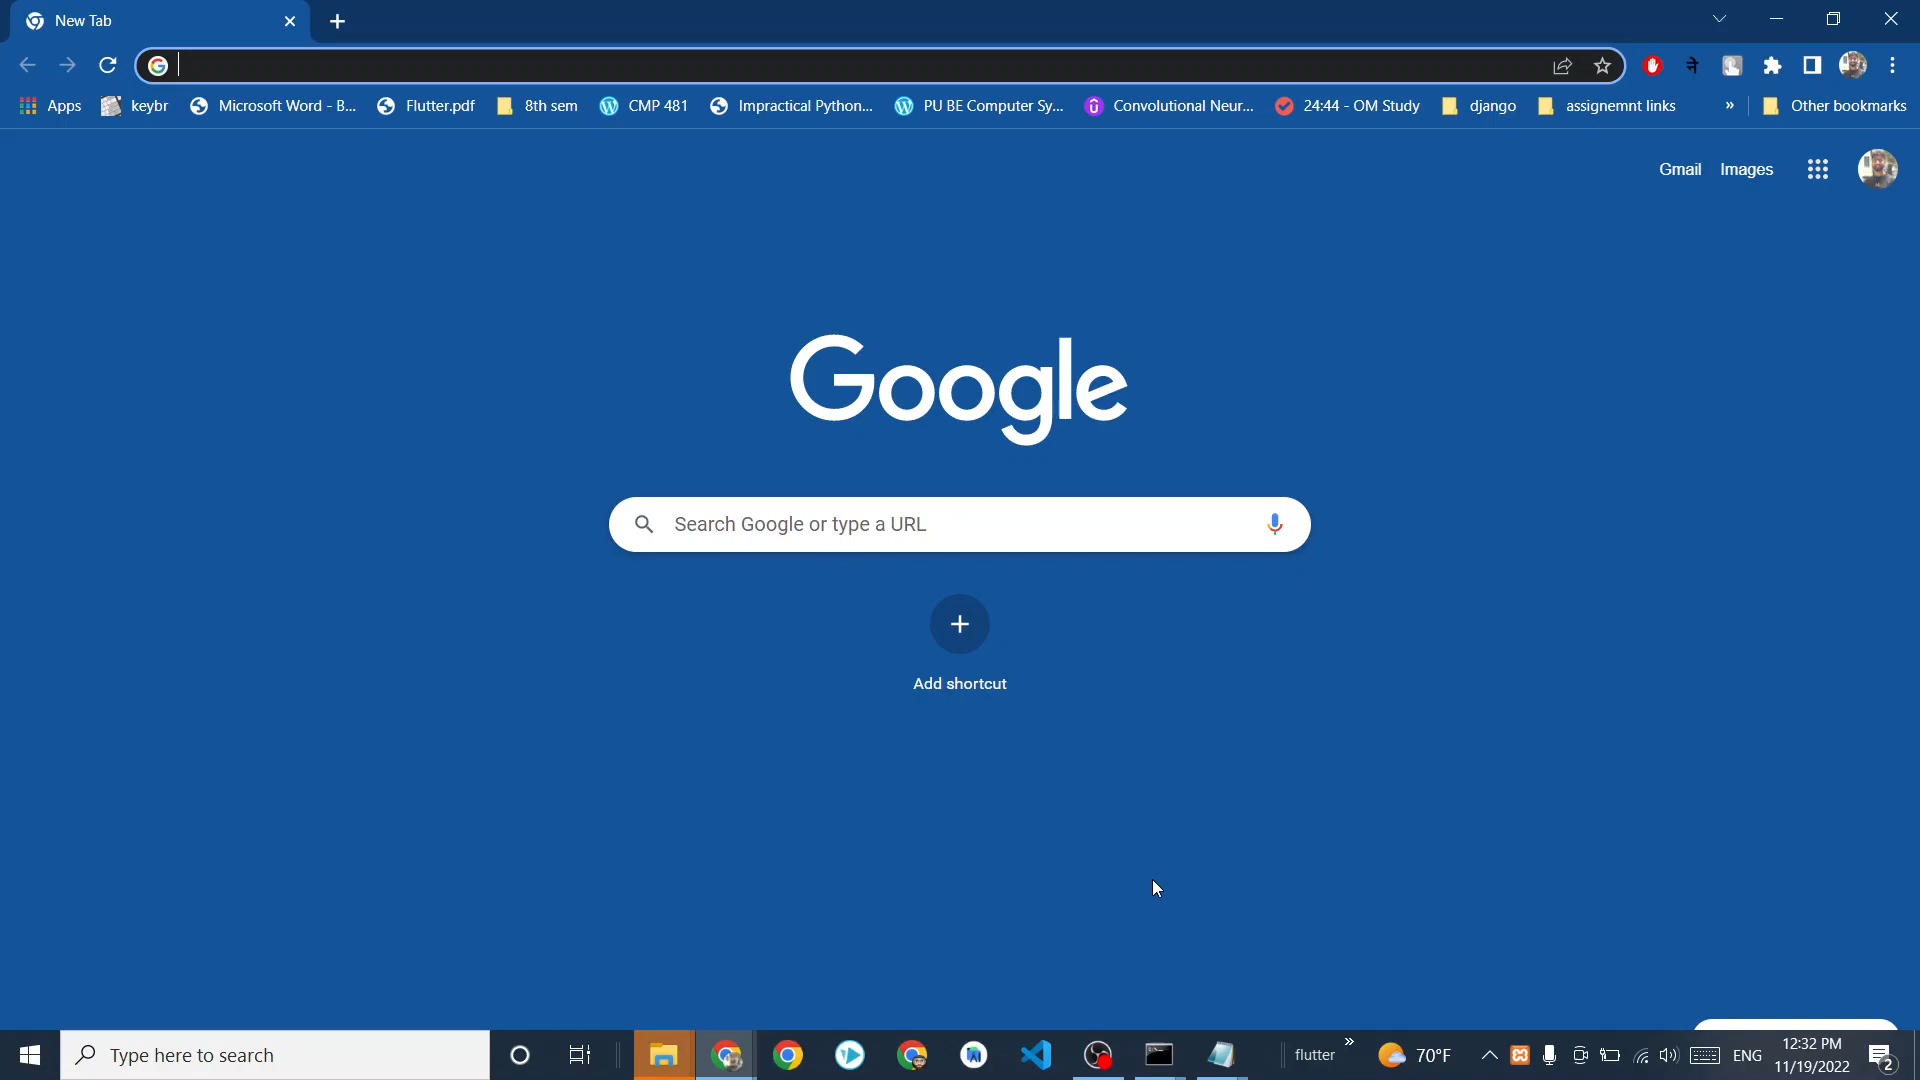 New Tab
Apps
keybr
Microsoft Word - B...
Flutter.pdf
8th sem
CMP 481
Impractical Python...
PU BE Computer Sy...
Convolutional Neur...
24:44 - OM Study
django
assignemnt links
»
Other bookmarks
Gmail
Images
Google
Search Google or type a URL
Add shortcut
Type here to search
flutter
»
70°F
ENG
12:32 PM
11/19/2022
2